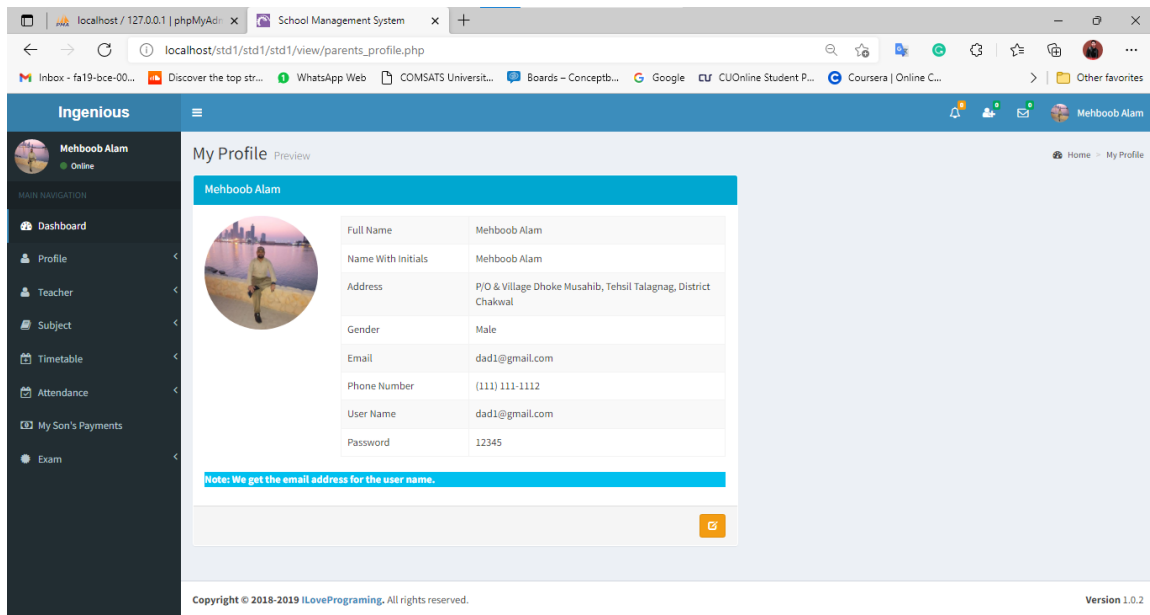 localhost / 127.0.0.1 | phpMyAdm
School Management System
localhost/std1/std1/std1/view/parents_profile.php
Inbox - fa19-bce-00... Discover the top str... WhatsApp Web COMSATS Universit... Boards – Conceptb... Google CUOnline Student P... Coursera | Online C... Other favorites
Ingenious
0 0 0 Mehboob Alam
Mehboob Alam
Online
MAIN NAVIGATION
Dashboard
Profile
Teacher
Subject
Timetable
Attendance
My Son's Payments
Exam
My Profile Preview
Home > My Profile
Mehboob Alam
Full Name Mehboob Alam
Name With Initials Mehboob Alam
Address P/O & Village Dhoke Musahib, Tehsil Talagnag, District
Chakwal
Gender Male
Email dad1@gmail.com
Phone Number (111) 111-1112
User Name dad1@gmail.com
Password 12345
Note: We get the email address for the user name.
Copyright © 2018-2019 ILovePrograming. All rights reserved.
Version 1.0.2